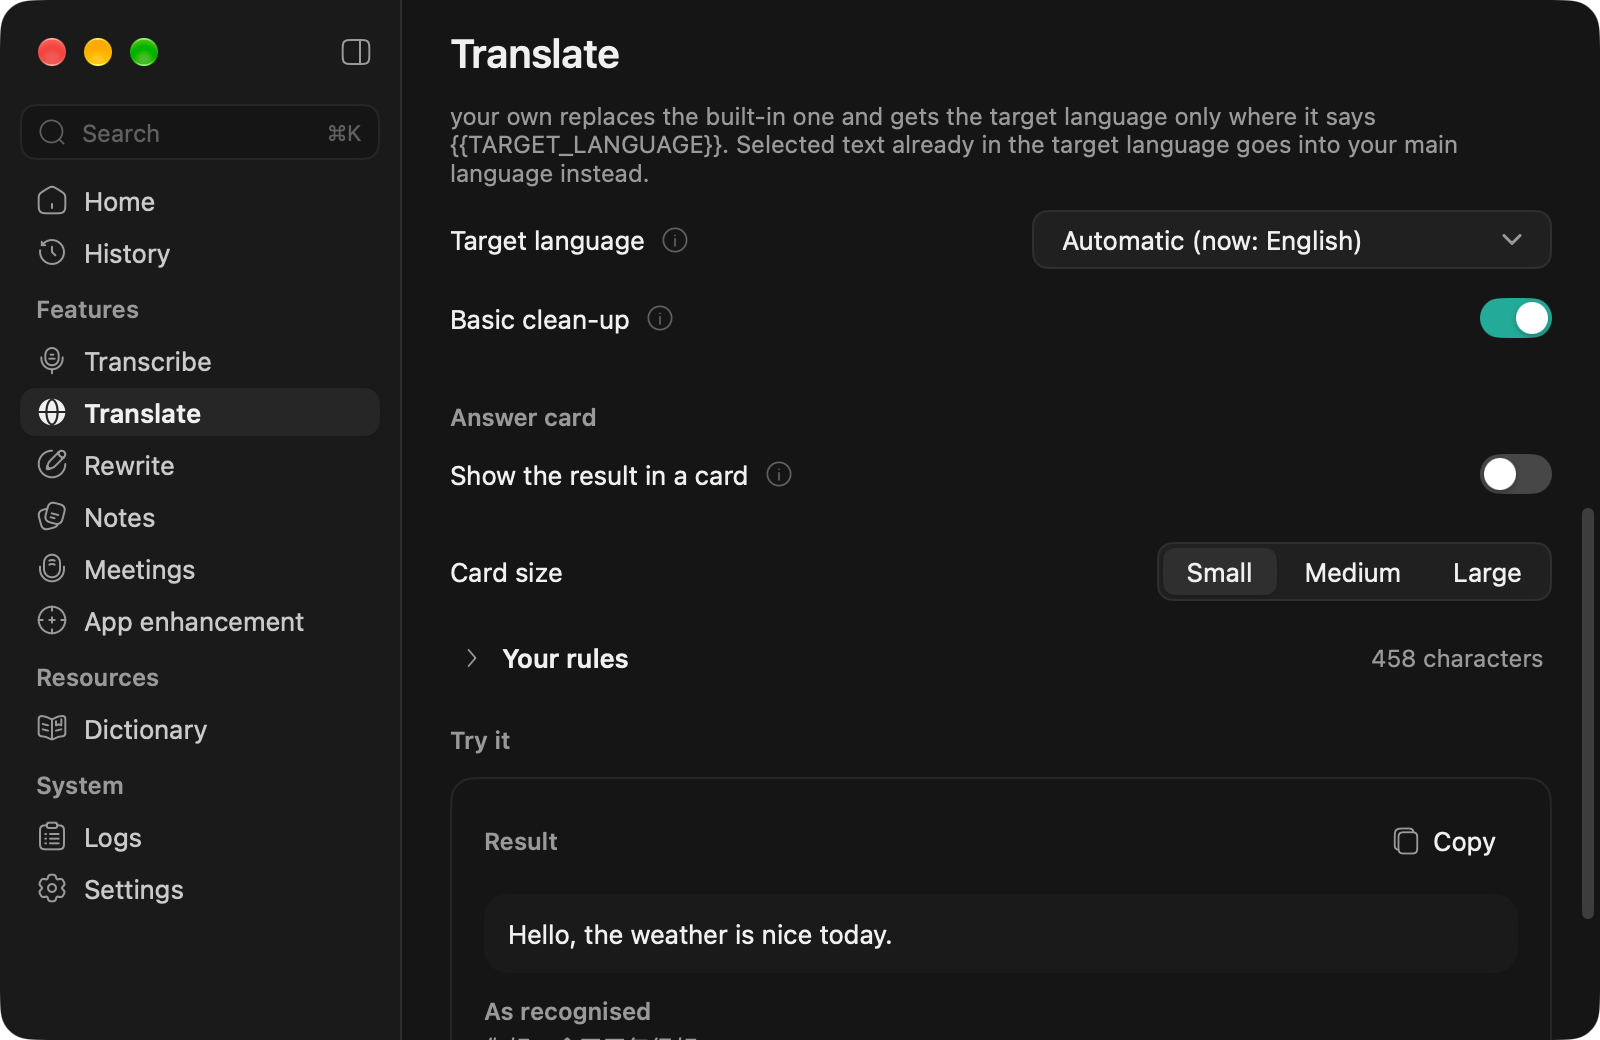 Translate
Search ⌘K
your own replaces the built-in one and gets the target language only where it says
{{TARGET_LANGUAGE}}. Selected text already in the target language goes into your main
language instead.
Home
History
Features
Transcribe
Translate
Rewrite
Notes
Meetings
App enhancement
Resources
Dictionary
System
Logs
Settings
Target language
Automatic (now: English)
Basic clean-up
Answer card
Show the result in a card
Card size
Small Medium Large
Your rules 458 characters
Try it
Result Copy
Hello, the weather is nice today.
As recognised